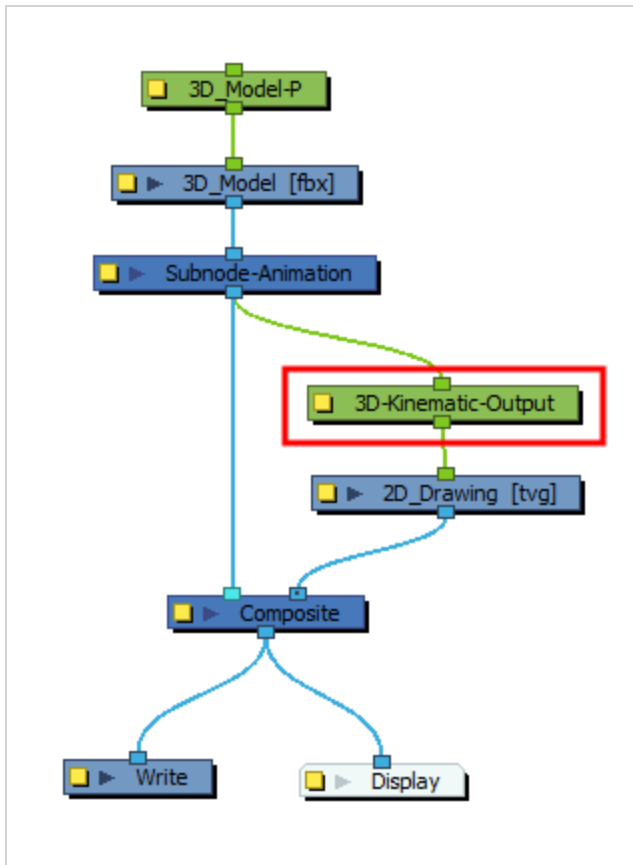 3D_Model-P
3D_Model [fbx]
Subnode-Animation
3D-Kinematic-Output
2D_Drawing [tvg]
Composite
Write
Display